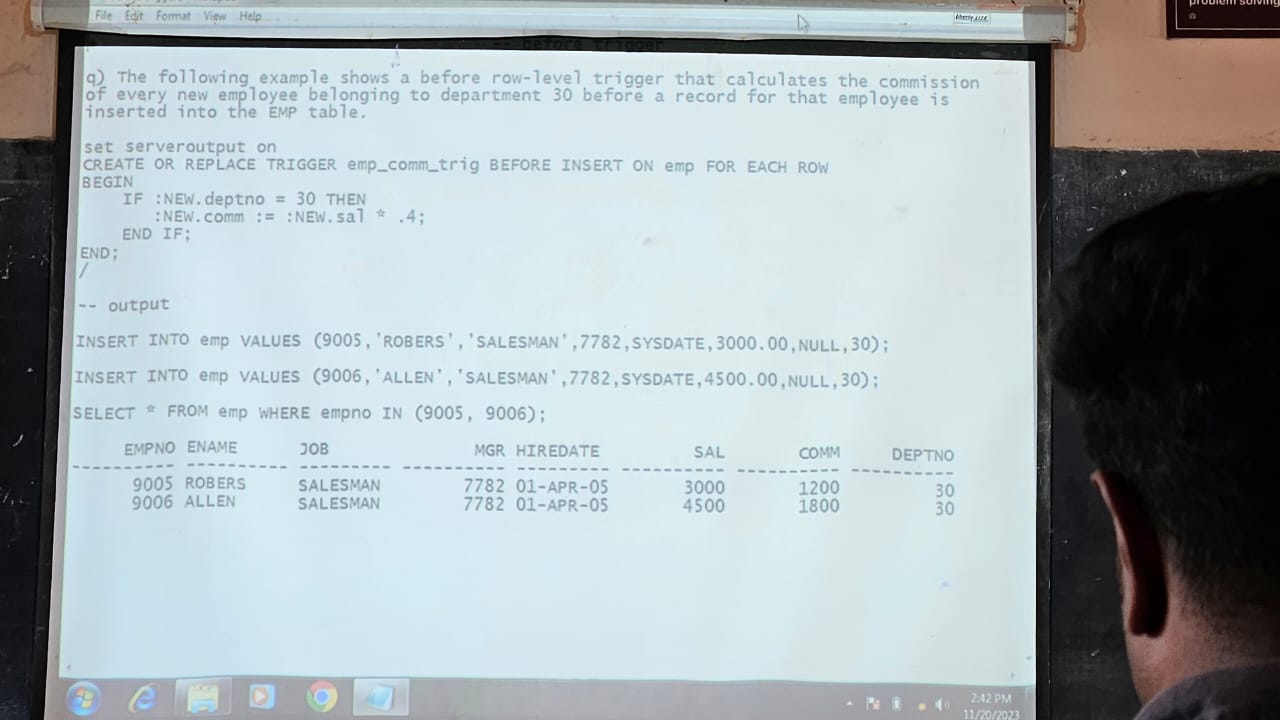 problem solving
File Edit Format View Help
-- before trigger
q) The following example shows a before row-level trigger that calculates the commission
of every new employee belonging to department 30 before a record for that employee is
inserted into the EMP table.
set serveroutput on
CREATE OR REPLACE TRIGGER emp_comm_trig BEFORE INSERT ON emp FOR EACH ROW
BEGIN
IF :NEW.deptno = 30 THEN
:NEW.comm := :NEW.sal * .4;
END IF;
END;
/
-- output
INSERT INTO emp VALUES (9005,'ROBERS','SALESMAN',7782,SYSDATE,3000.00,NULL,30);
INSERT INTO emp VALUES (9006,'ALLEN','SALESMAN',7782,SYSDATE,4500.00,NULL,30);
SELECT * FROM emp WHERE empno IN (9005, 9006);
EMPNO ENAME JOB MGR HIREDATE SAL COMM DEPTNO
---------- ---------- --------- ---------- --------- ---------- ---------- ----------
9005 ROBERS SALESMAN 7782 01-APR-05 3000 1200 30
9006 ALLEN SALESMAN 7782 01-APR-05 4500 1800 30
2:42 PM
11/20/2023